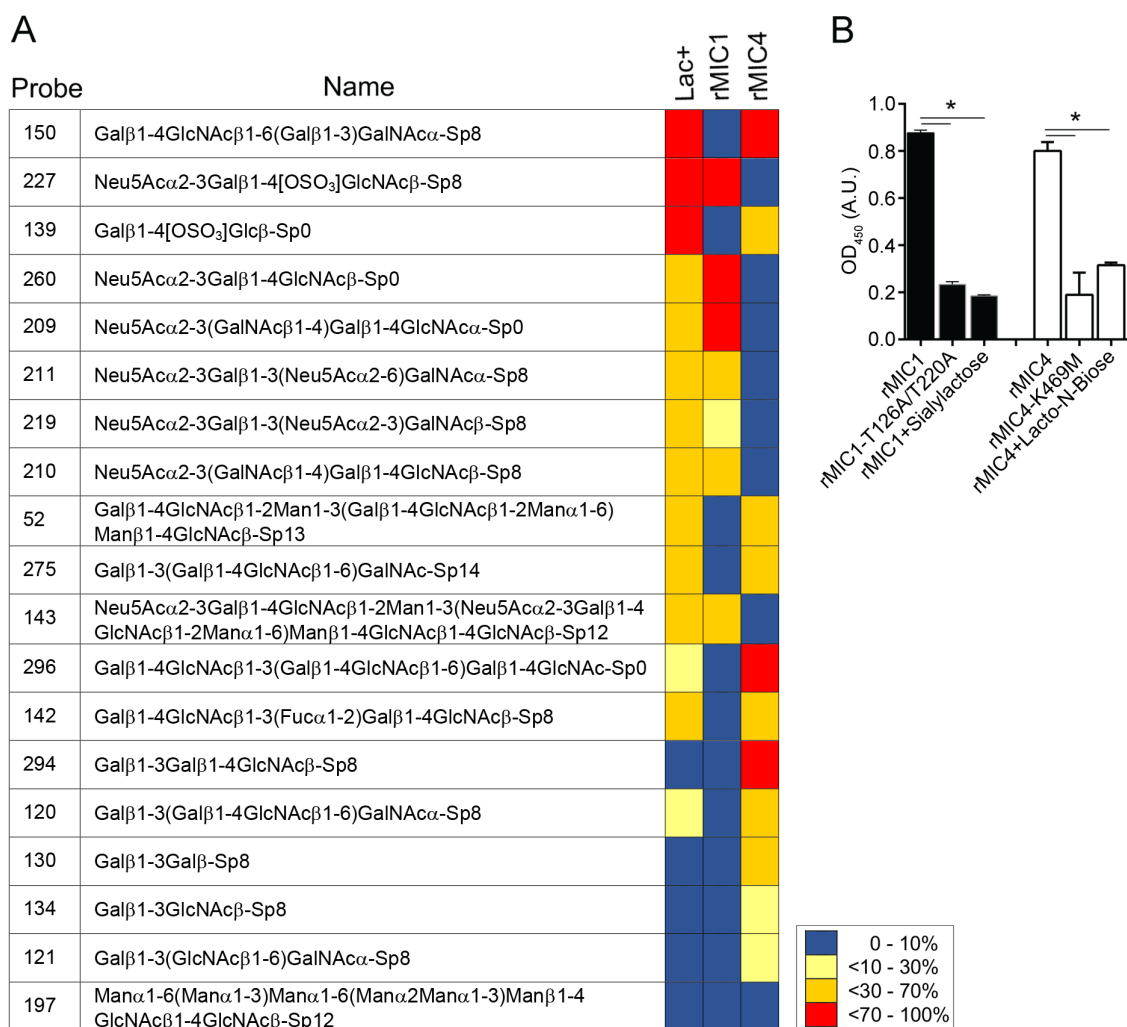 A
B
Probe Name Lac+ rMIC1 rMIC4
150 Galβ1-4GlcNAcβ1-6(Galβ1-3)GalNAcα-Sp8
227 Neu5Acα2-3Galβ1-4[OSO₃]GlcNAcβ-Sp8
139 Galβ1-4[OSO₃]Glcβ-Sp0
260 Neu5Acα2-3Galβ1-4GlcNAcβ-Sp0
209 Neu5Acα2-3(GalNAcβ1-4)Galβ1-4GlcNAcα-Sp0
211 Neu5Acα2-3Galβ1-3(Neu5Acα2-6)GalNAcα-Sp8
219 Neu5Acα2-3Galβ1-3(Neu5Acα2-3)GalNAcβ-Sp8
210 Neu5Acα2-3(GalNAcβ1-4)Galβ1-4GlcNAcβ-Sp8
52 Galβ1-4GlcNAcβ1-2Man1-3(Galβ1-4GlcNAcβ1-2Manα1-6)
Manβ1-4GlcNAcβ-Sp13
275 Galβ1-3(Galβ1-4GlcNAcβ1-6)GalNAc-Sp14
143 Neu5Acα2-3Galβ1-4GlcNAcβ1-2Man1-3(Neu5Acα2-3Galβ1-4
GlcNAcβ1-2Manα1-6)Manβ1-4GlcNAcβ1-4GlcNAcβ-Sp12
296 Galβ1-4GlcNAcβ1-3(Galβ1-4GlcNAcβ1-6)Galβ1-4GlcNAc-Sp0
142 Galβ1-4GlcNAcβ1-3(Fucα1-2)Galβ1-4GlcNAcβ-Sp8
294 Galβ1-3Galβ1-4GlcNAcβ-Sp8
120 Galβ1-3(Galβ1-4GlcNAcβ1-6)GalNAcα-Sp8
130 Galβ1-3Galβ-Sp8
134 Galβ1-3GlcNAcβ-Sp8
121 Galβ1-3(GlcNAcβ1-6)GalNAcα-Sp8
197 Manα1-6(Manα1-3)Manα1-6(Manα2Manα1-3)Manβ1-4
GlcNAcβ1-4GlcNAcβ-Sp12
0 - 10%
<10 - 30%
<30 - 70%
<70 - 100%
OD₄₅₀ (A.U.)
1.0
0.8
0.6
0.4
0.2
0.0
*
*
rMIC1
rMIC1-T126A/T220A
rMIC1+Sialylactose
rMIC4
rMIC4-K469M
rMIC4+Lacto-N-Biose